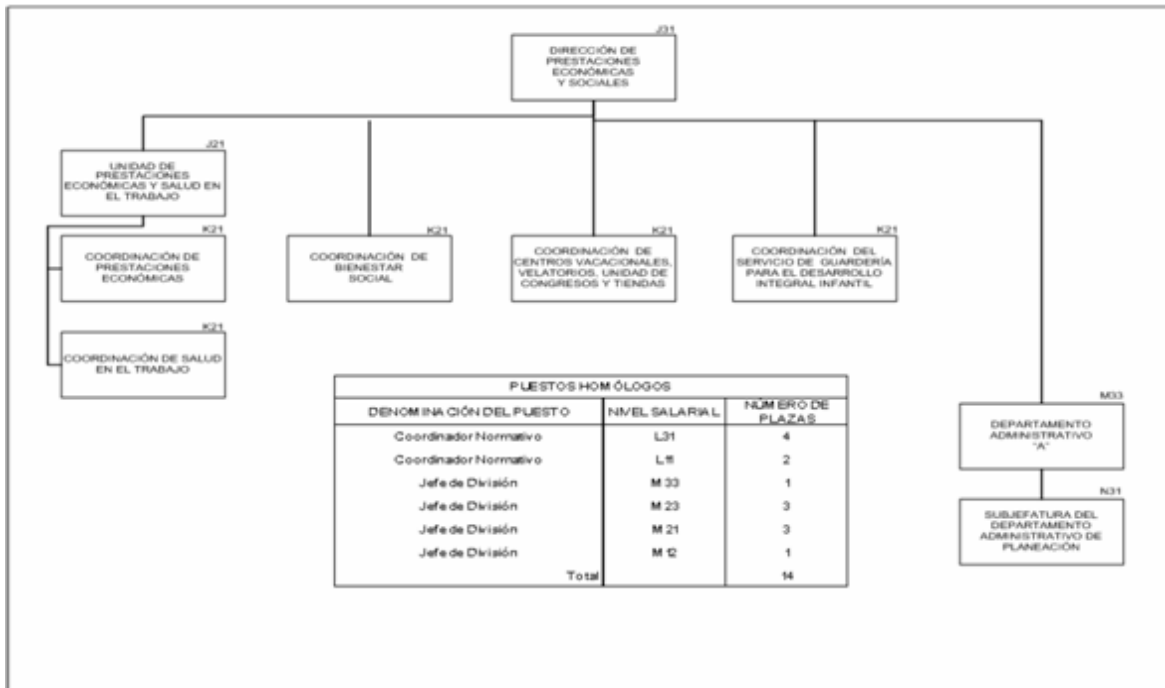 J31
DIRECCIÓN DE
PRESTACIONES
ECONÓMICAS
Y SOCIALES
J21
UNIDAD DE
PRESTACIONES
ECONÓMICAS Y SALUD EN
EL TRABAJO
K21
COORDINACIÓN DE
PRESTACIONES
ECONÓMICAS
K21
COORDINACIÓN DE SALUD
EN EL TRABAJO
K21
COORDINACIÓN DE
BIENESTAR
SOCIAL
K21
COORDINACIÓN DE
CENTROS VACACIONALES,
VELATORIOS, UNIDAD DE
CONGRESOS Y TIENDAS
K21
COORDINACIÓN DEL
SERVICIO DE GUARDERÍA
PARA EL DESARROLLO
INTEGRAL INFANTIL
M33
DEPARTAMENTO
ADMINISTRATIVO
"A"
N31
SUBJEFATURA DEL
DEPARTAMENTO
ADMINISTRATIVO DE
PLANEACIÓN
PUESTOS HOMÓLOGOS
DENOMINACIÓN DEL PUESTO NIVEL SALARIAL NÚMERO DE PLAZAS
Coordinador Normativo L31 4
Coordinador Normativo L11 2
Jefe de División M 33 1
Jefe de División M 23 3
Jefe de División M 21 3
Jefe de División M 12 1
Total 14